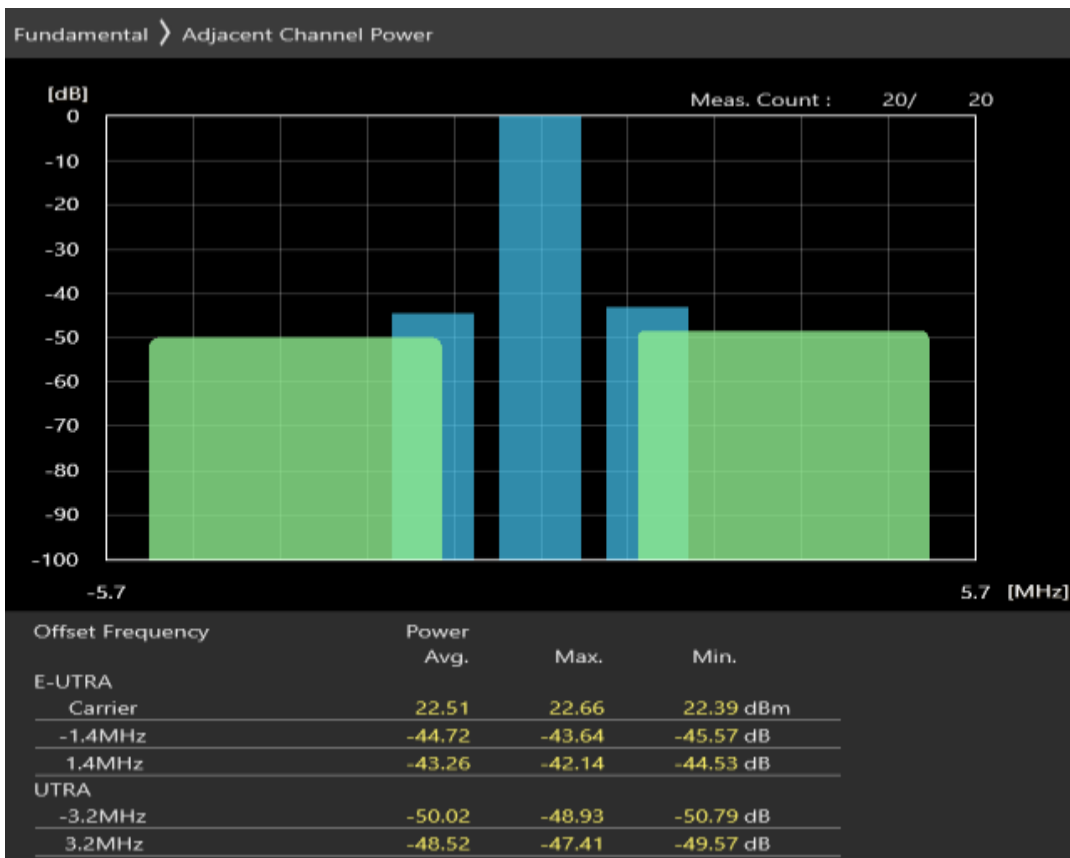 Fundamental 〉 Adjacent Channel Power
[dB]
Meas. Count : 20/ 20
0
-10
-20
-30
-40
-50
-60
-70
-80
-90
-100
-5.7 5.7 [MHz]
Offset Frequency Power
Avg. Max. Min.
E-UTRA
Carrier 22.51 22.66 22.39 dBm
-1.4MHz -44.72 -43.64 -45.57 dB
1.4MHz -43.26 -42.14 -44.53 dB
UTRA
-3.2MHz -50.02 -48.93 -50.79 dB
3.2MHz -48.52 -47.41 -49.57 dB